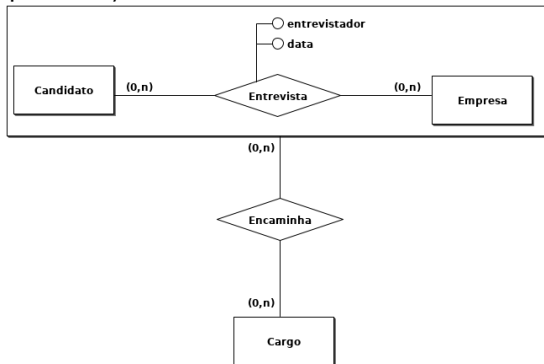 entrevistador
data
Candidato
(0,n)
Entrevista
(0,n)
Empresa
(0,n)
Encaminha
(0,n)
Cargo